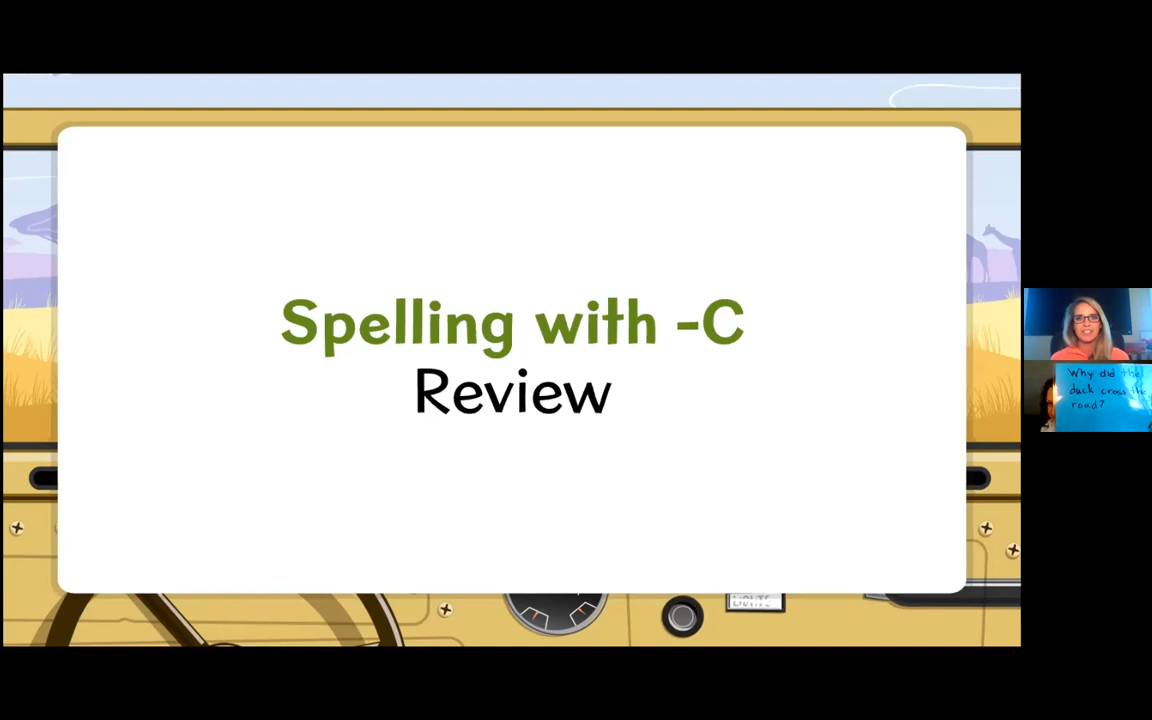 Spelling with -C
Review
Why did the
duck cross the
road?